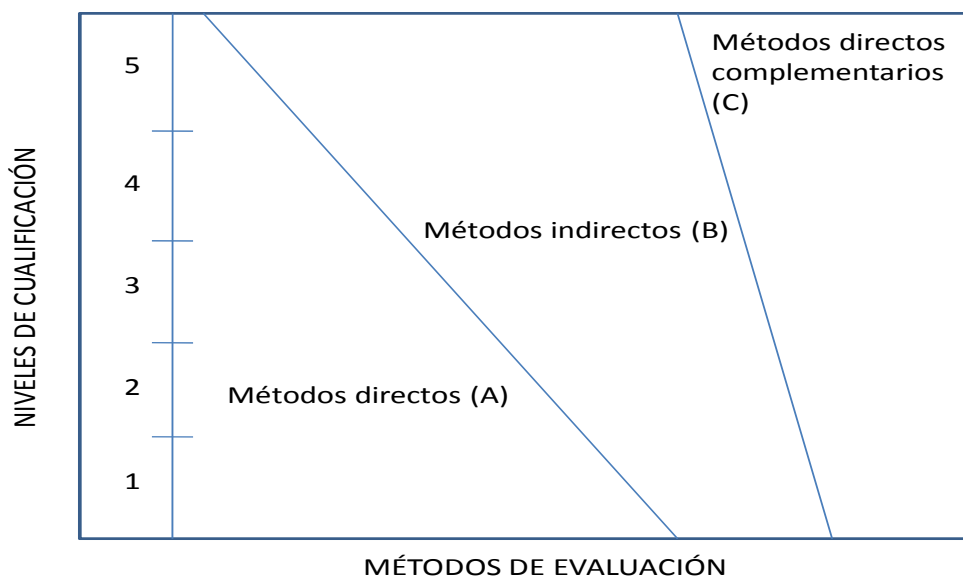 NIVELES DE CUALIFICACIÓN
5
4
3
2
1
Métodos directos
complementarios
(C)
Métodos indirectos (B)
Métodos directos (A)
MÉTODOS DE EVALUACIÓN